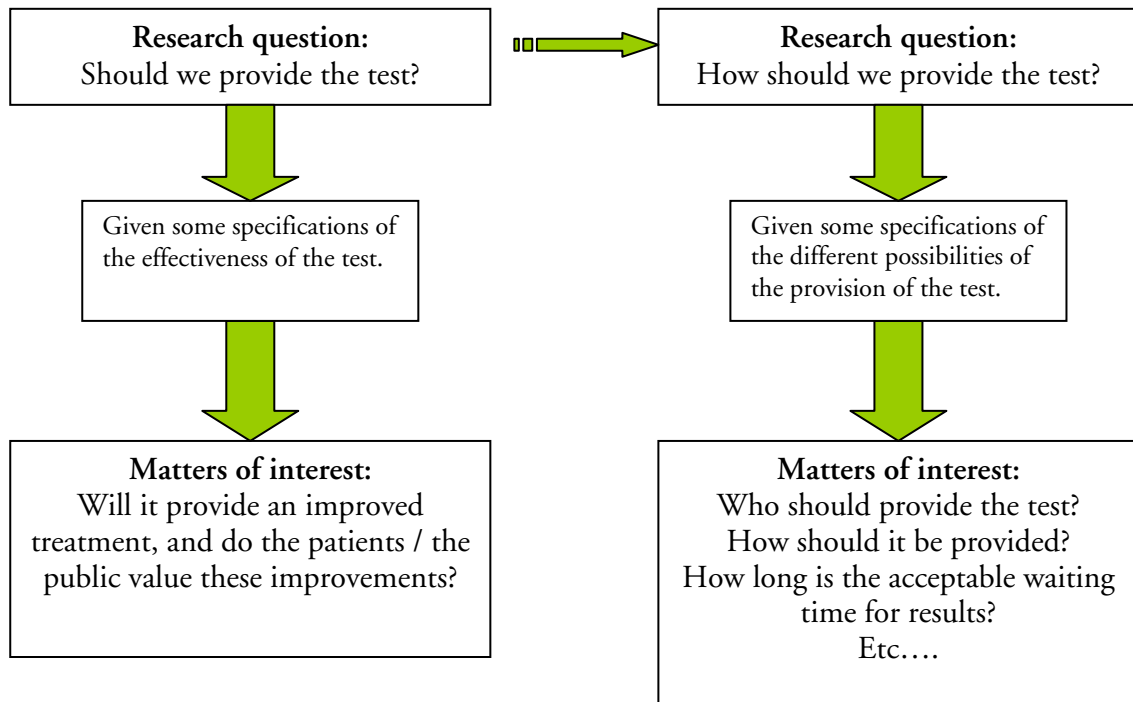 Research question:
Should we provide the test?
Research question:
How should we provide the test?
Given some specifications of
the effectiveness of the test.
Given some specifications of
the different possibilities of
the provision of the test.
Matters of interest:
Will it provide an improved
treatment, and do the patients / the
public value these improvements?
Matters of interest:
Who should provide the test?
How should it be provided?
How long is the acceptable waiting
time for results?
Etc….